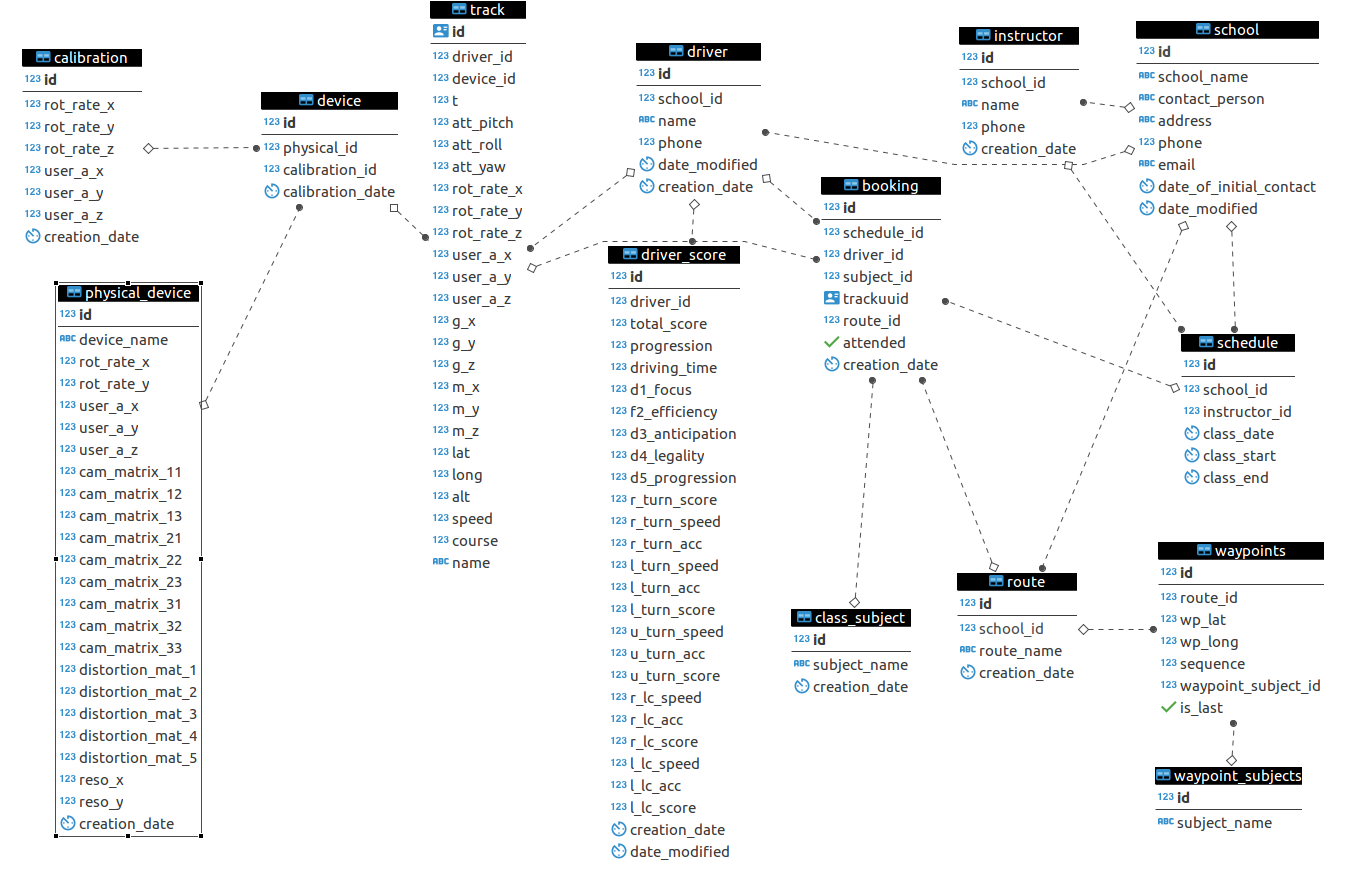 calibration
123 id
123 rot_rate_x
123 rot_rate_y
123 rot_rate_z
123 user_a_x
123 user_a_y
123 user_a_z
creation_date
physical_device
123 id
ABC device_name
123 rot_rate_x
123 rot_rate_y
123 user_a_x
123 user_a_y
123 user_a_z
123 cam_matrix_11
123 cam_matrix_12
123 cam_matrix_13
123 cam_matrix_21
123 cam_matrix_22
123 cam_matrix_23
123 cam_matrix_31
123 cam_matrix_32
123 cam_matrix_33
123 distortion_mat_1
123 distortion_mat_2
123 distortion_mat_3
123 distortion_mat_4
123 distortion_mat_5
123 reso_x
123 reso_y
creation_date
device
123 id
123 physical_id
123 calibration_id
calibration_date
track
id
123 driver_id
123 device_id
123 t
123 att_pitch
123 att_roll
123 att_yaw
123 rot_rate_x
123 rot_rate_y
123 rot_rate_z
123 user_a_x
123 user_a_y
123 user_a_z
123 g_x
123 g_y
123 g_z
123 m_x
123 m_y
123 m_z
123 lat
123 long
123 alt
123 speed
123 course
ABC name
driver
123 id
123 school_id
ABC name
123 phone
date_modified
creation_date
driver_score
123 id
123 driver_id
123 total_score
123 progression
123 driving_time
123 d1_focus
123 f2_efficiency
123 d3_anticipation
123 d4_legality
123 d5_progression
123 r_turn_score
123 r_turn_speed
123 r_turn_acc
123 l_turn_speed
123 l_turn_acc
123 l_turn_score
123 u_turn_speed
123 u_turn_acc
123 u_turn_score
123 r_lc_speed
123 r_lc_acc
123 r_lc_score
123 l_lc_speed
123 l_lc_acc
123 l_lc_score
creation_date
date_modified
booking
123 id
123 schedule_id
123 driver_id
123 subject_id
trackuuid
123 route_id
attended
creation_date
class_subject
123 id
ABC subject_name
creation_date
instructor
123 id
123 school_id
ABC name
123 phone
creation_date
school
123 id
ABC school_name
ABC contact_person
ABC address
123 phone
ABC email
date_of_initial_contact
date_modified
schedule
123 id
123 school_id
123 instructor_id
class_date
class_start
class_end
route
123 id
123 school_id
ABC route_name
creation_date
waypoints
123 id
123 route_id
123 wp_lat
123 wp_long
123 sequence
123 waypoint_subject_id
is_last
waypoint_subjects
123 id
ABC subject_name